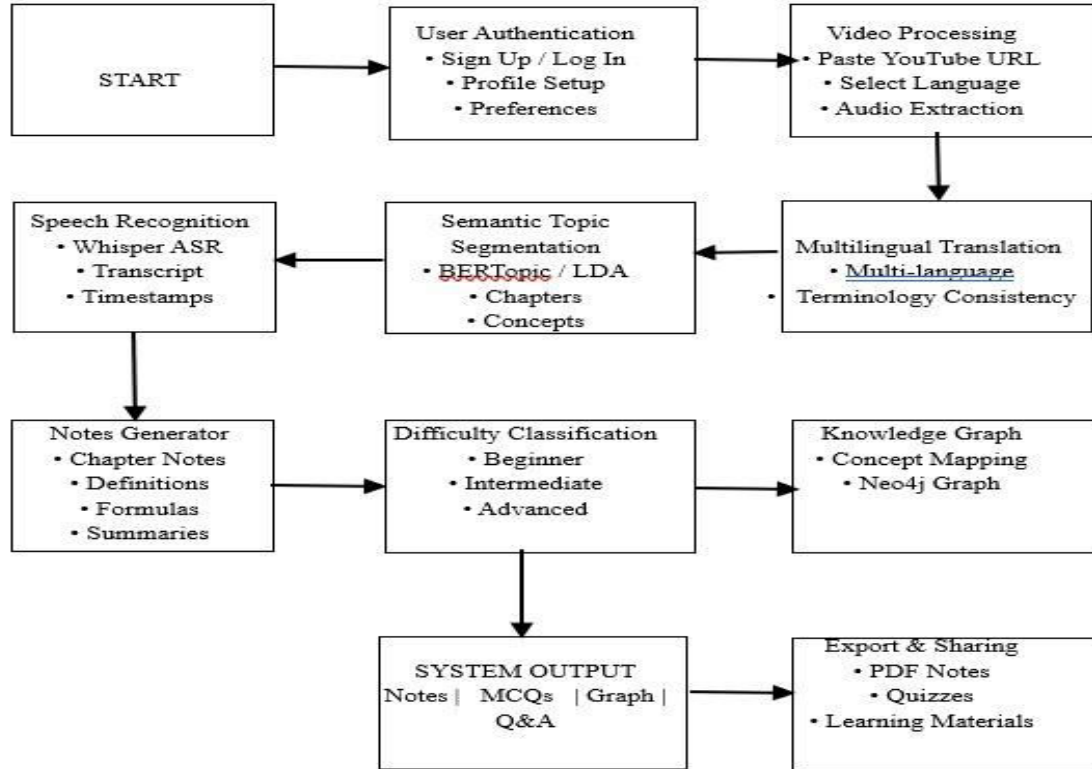 START
User Authentication
• Sign Up / Log In
• Profile Setup
• Preferences
Video Processing
• Paste YouTube URL
• Select Language
• Audio Extraction
Speech Recognition
• Whisper ASR
• Transcript
• Timestamps
Semantic Topic
Segmentation
• BERTopic / LDA
• Chapters
• Concepts
Multilingual Translation
• Multi-language
• Terminology Consistency
Notes Generator
• Chapter Notes
• Definitions
• Formulas
• Summaries
Difficulty Classification
• Beginner
• Intermediate
• Advanced
Knowledge Graph
• Concept Mapping
• Neo4j Graph
SYSTEM OUTPUT
Notes | MCQs | Graph |
Q&A
Export & Sharing
• PDF Notes
• Quizzes
• Learning Materials